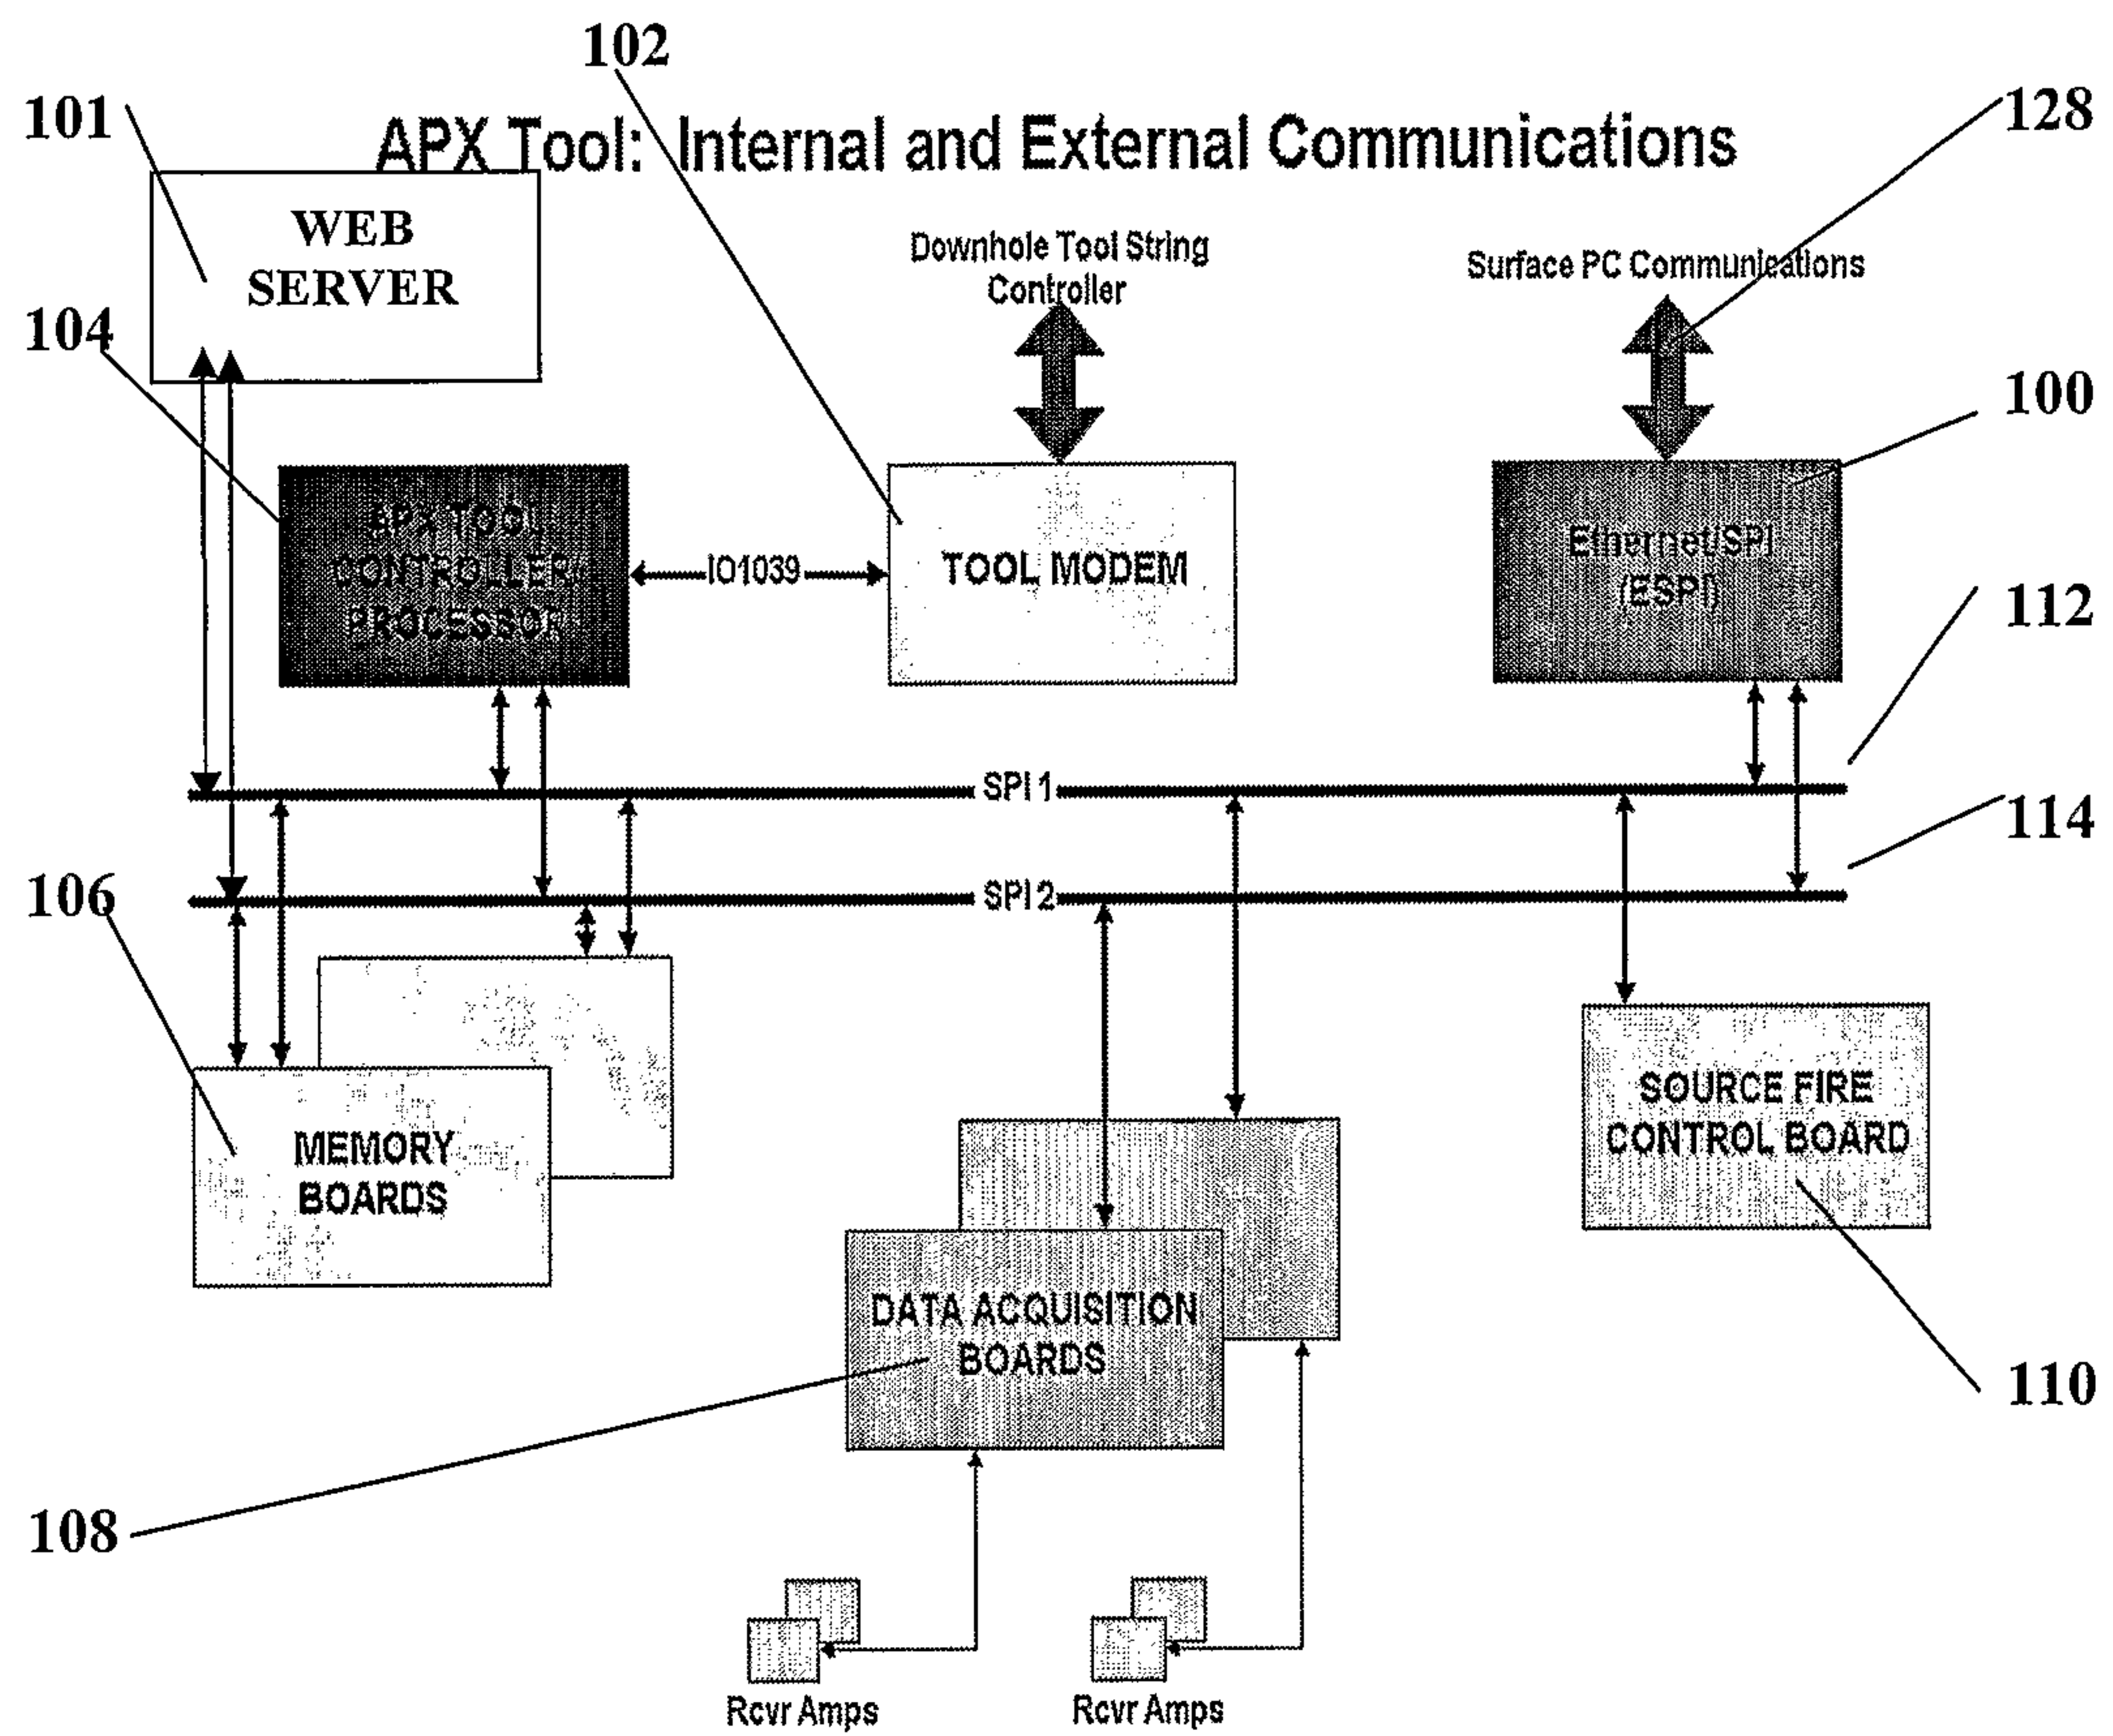 102
101
128
APX Tool: Internal and External Communications
WEB
SERVER
Downhole Tool String
Controller
Surface PC Communications
104
100
APX TOOL
CONTROLLER/
PROCESSOR
IO1039
TOOL MODEM
Ethernet/SPI
(ESPI)
112
SPI 1
114
SPI 2
106
MEMORY
BOARDS
SOURCE FIRE
CONTROL BOARD
DATA ACQUISITION
BOARDS
110
108
Rcvr Amps
Rcvr Amps